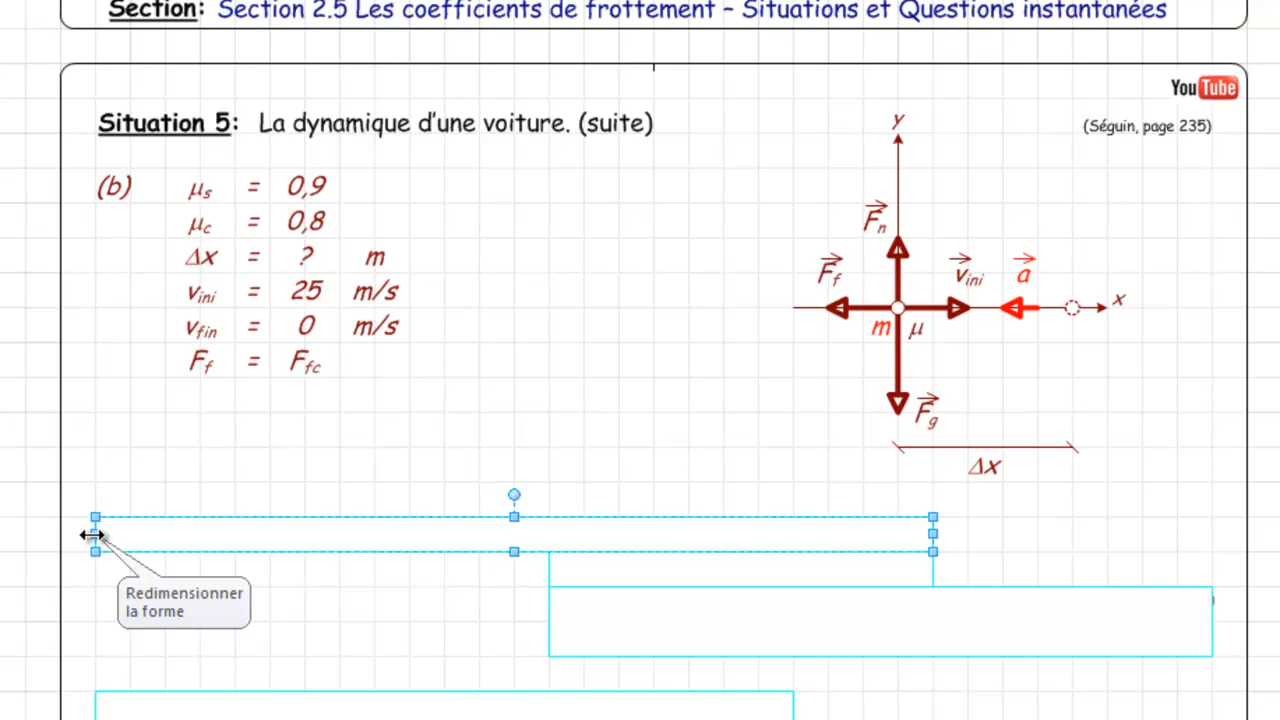 Section: Section 2.5 Les coefficients de frottement – Situations et Questions instantanées
YouTube
Situation 5: La dynamique d'une voiture. (suite)
(Séguin, page 235)
y
(b) μs = 0,9
μc = 0,8
Δx = ? m
vini = 25 m/s
vfin = 0 m/s
Ff = Ffc
Fn
Ff
vini
a
x
m
μ
Fg
Δx
Redimensionner
la forme